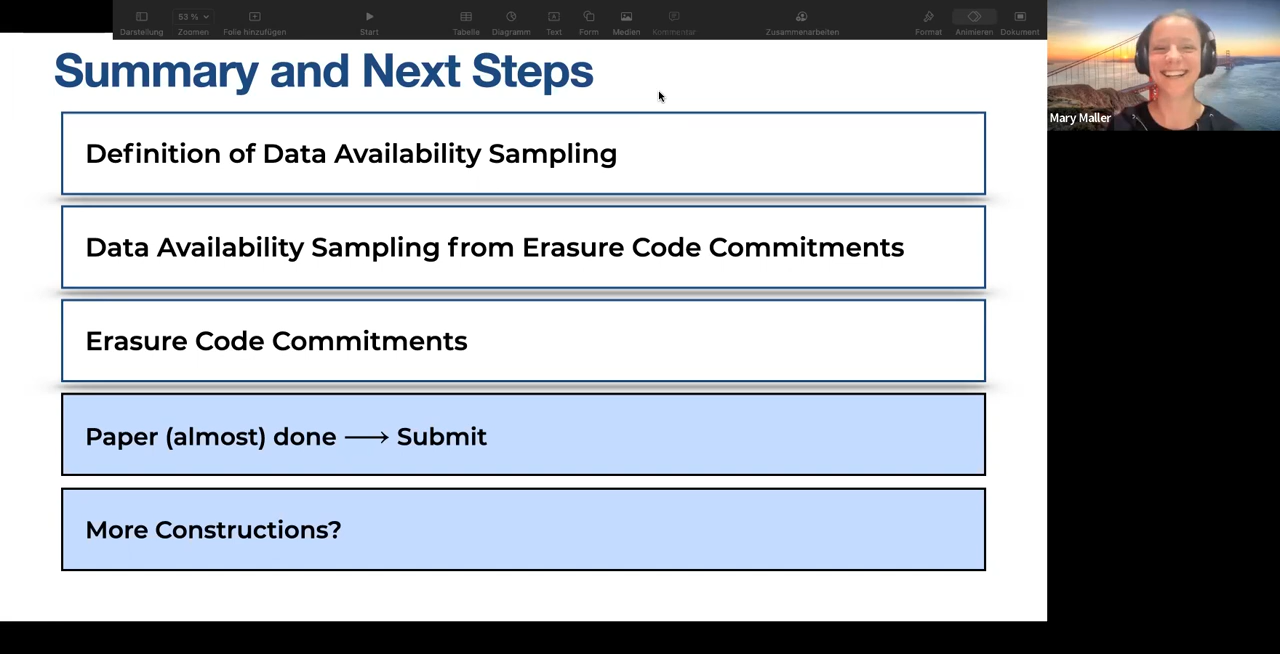 53 %
Darstellung Zoomen Folie hinzufügen Start Tabelle Diagramm Text Form Medien Kommentar Zusammenarbeiten Format Animieren Dokument
Summary and Next Steps
Mary Maller
Definition of Data Availability Sampling
Data Availability Sampling from Erasure Code Commitments
Erasure Code Commitments
Paper (almost) done ⟶ Submit
More Constructions?